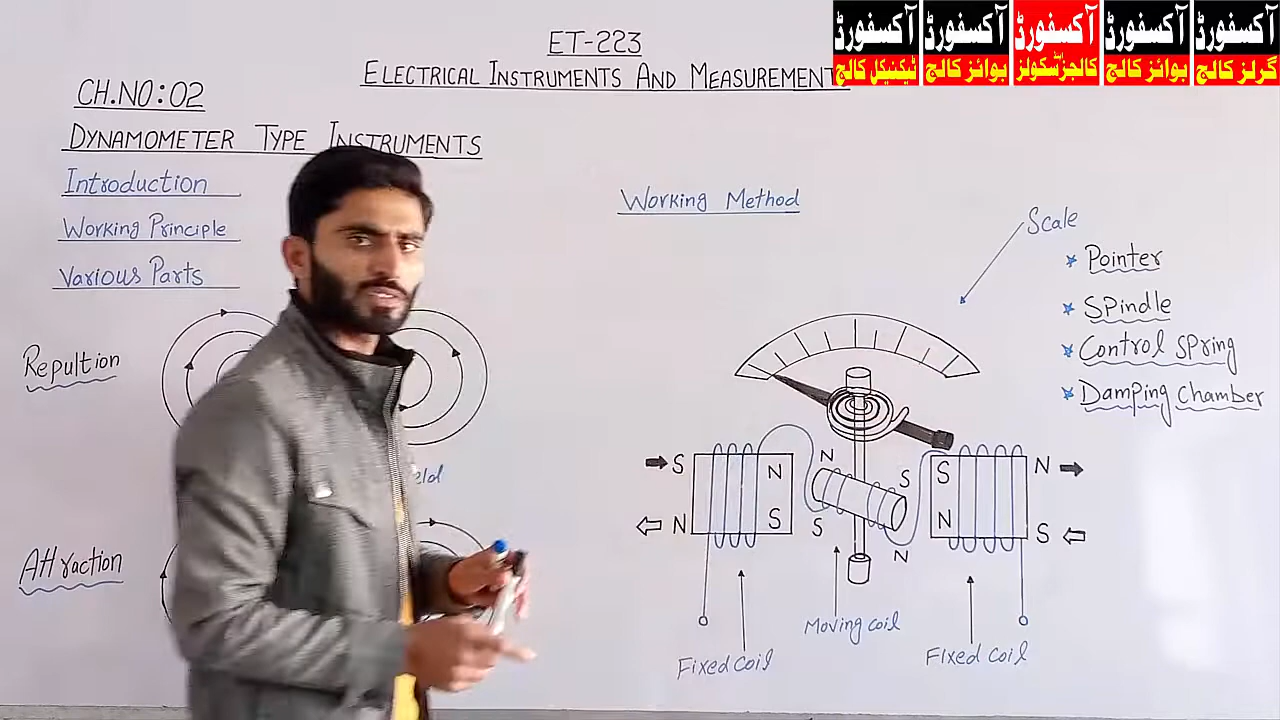 ET-223
ELECTRICAL INSTRUMENTS AND MEASUREMENT
آکسفورڈ ٹیکنیکل کالج
آکسفورڈ بوائز کالج
آکسفورڈ کالجز اینڈ سکولز
آکسفورڈ بوائز کالج
آکسفورڈ گرلز کالج
CH.NO:02
DYNAMOMETER TYPE INSTRUMENTS
Introduction
Working Principle
Various Parts
Repultion
Attraction
Working Method
Scale
Pointer
Spindle
Control Spring
Damping Chamber
S N N S S N
N S S N N S
Moving coil
Fixed coil
Fixed coil